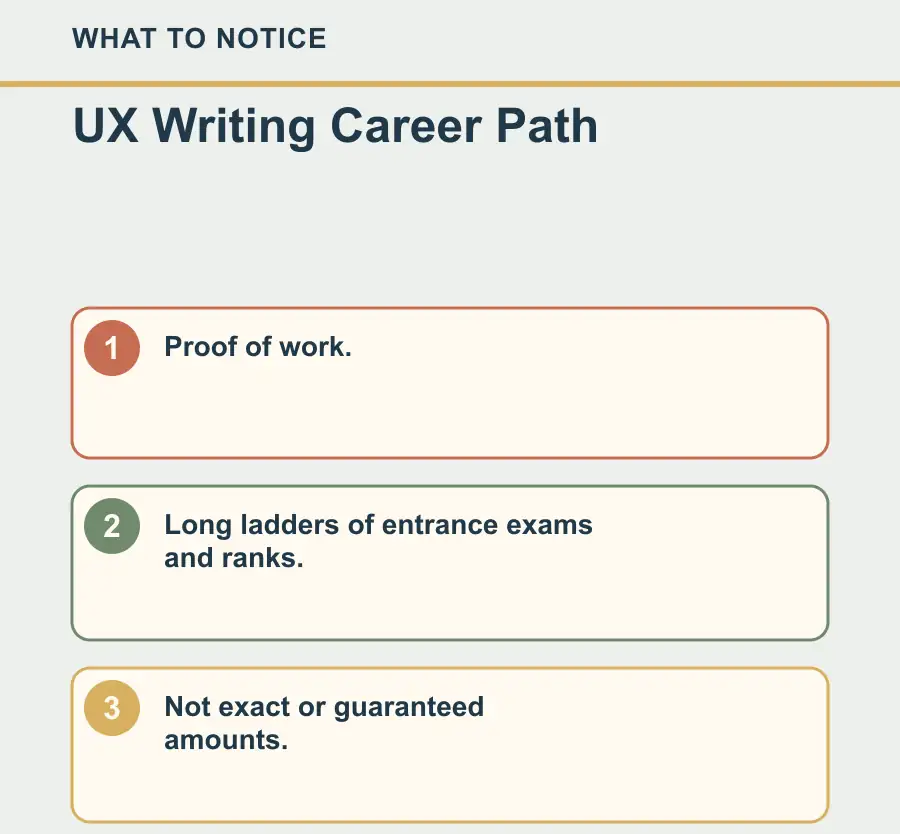 WHAT TO NOTICE
UX Writing Career Path
1
Proof of work.
2
Long ladders of entrance exams
and ranks.
3
Not exact or guaranteed
amounts.